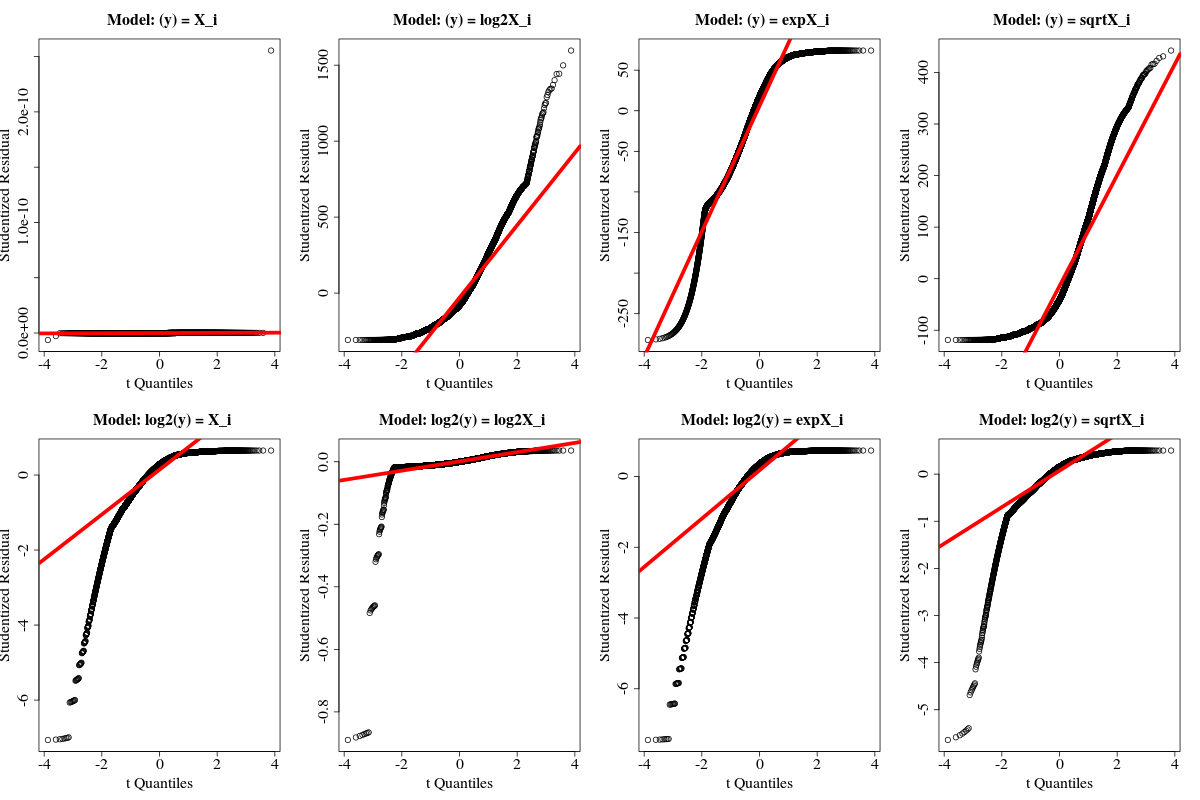 Model: (y) = X_i
Model: (y) = log2X_i
Model: (y) = expX_i
Model: (y) = sqrtX_i
Studentized Residual
0.0e+00 1.0e-10 2.0e-10
-4 -2 0 2 4
t Quantiles
Studentized Residual
0 500 1000 1500
-4 -2 0 2 4
t Quantiles
Studentized Residual
-250 -150 -50 0 50
-4 -2 0 2 4
t Quantiles
Studentized Residual
-100 0 100 200 300 400
-4 -2 0 2 4
t Quantiles
Model: log2(y) = X_i
Model: log2(y) = log2X_i
Model: log2(y) = expX_i
Model: log2(y) = sqrtX_i
Studentized Residual
-6 -4 -2 0
-4 -2 0 2 4
t Quantiles
Studentized Residual
-0.8 -0.6 -0.4 -0.2 0.0
-4 -2 0 2 4
t Quantiles
Studentized Residual
-6 -4 -2 0
-4 -2 0 2 4
t Quantiles
Studentized Residual
-5 -4 -3 -2 -1 0
-4 -2 0 2 4
t Quantiles